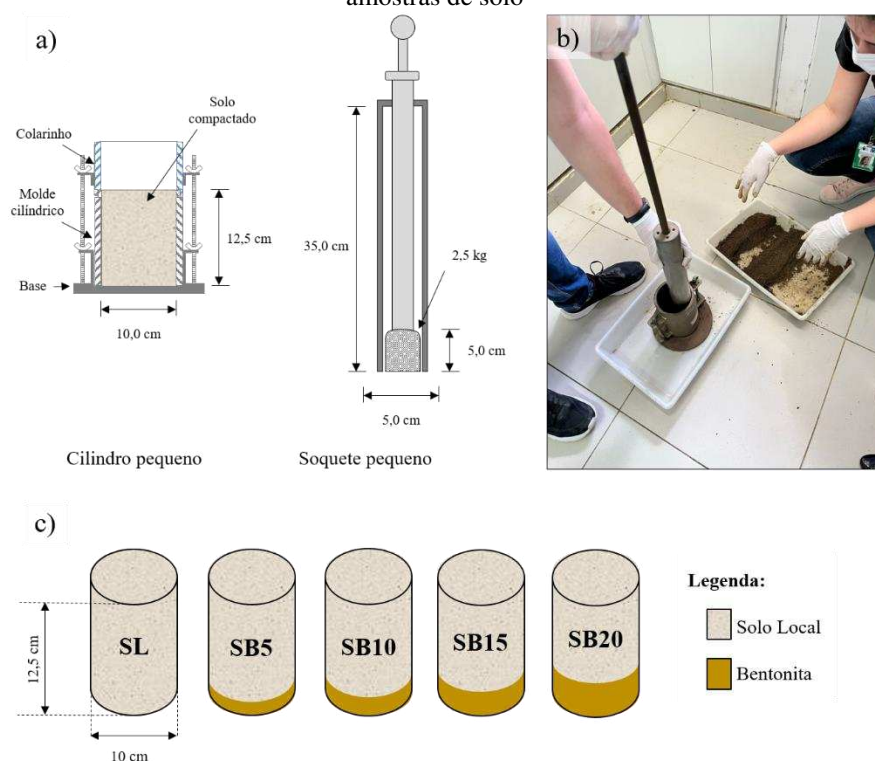 amostras de solo
a)
Solo
compactado
Colarinho
Molde
cilíndrico
12,5 cm
Base
10,0 cm
35,0 cm
2,5 kg
5,0 cm
5,0 cm
Cilindro pequeno
Soquete pequeno
b)
c)
12,5 cm
SL
SB5
SB10
SB15
SB20
10 cm
Legenda:
Solo Local
Bentonita